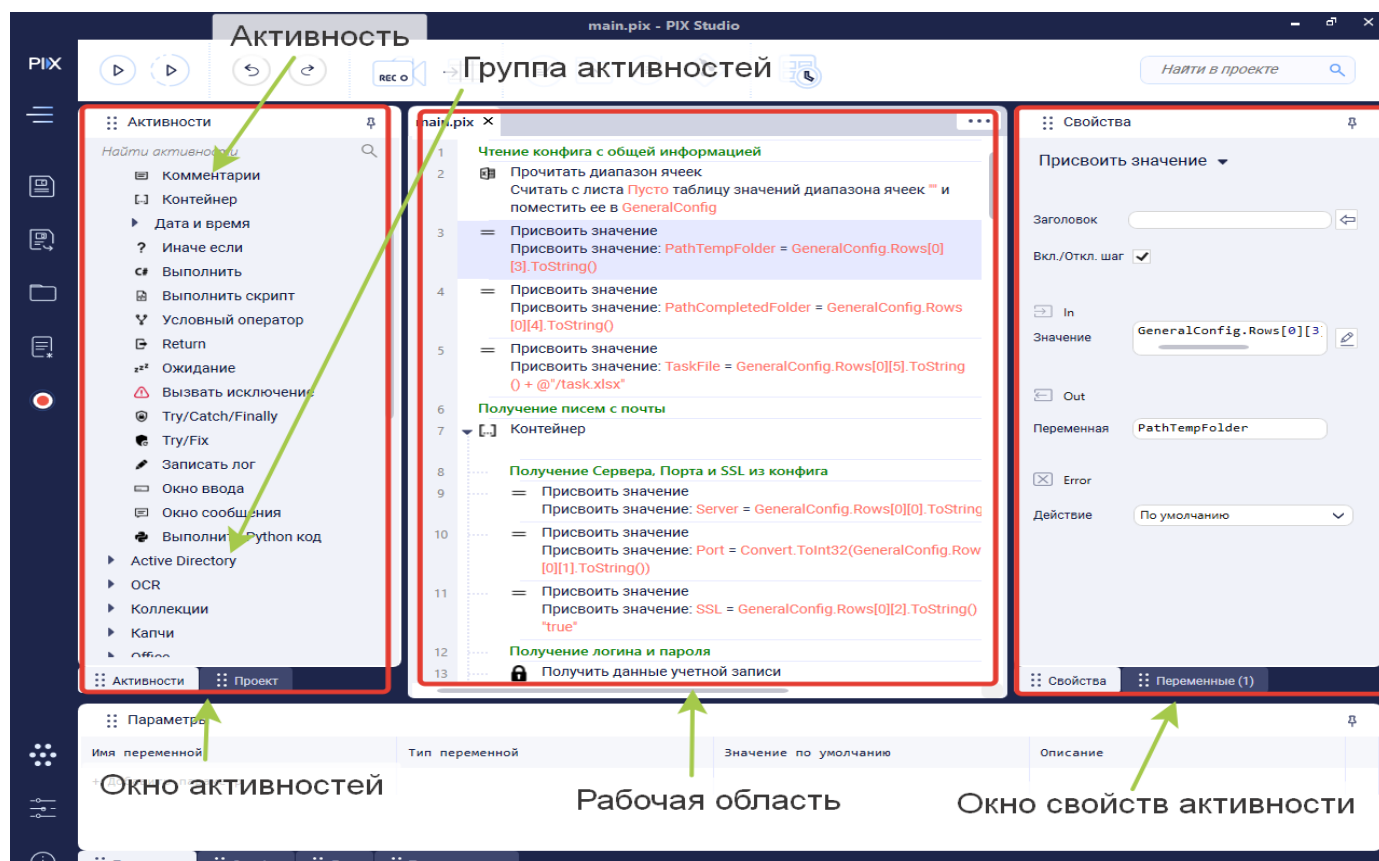 main.pix - PIX Studio
Активность
Группа активностей
PIX
REC
Найти в проекте
Активности
Найти активности
Комментарии
Контейнер
Дата и время
Иначе если
C# Выполнить
Выполнить скрипт
Условный оператор
Return
Ожидание
Вызвать исключение
Try/Catch/Finally
Try/Fix
Записать лог
Окно ввода
Окно сообщения
Выполнить Python код
Active Directory
OCR
Коллекции
Капчи
Office
Активности
Проект
main.pix
1 Чтение конфига с общей информацией
2 Прочитать диапазон ячеек
Считать с листа Пусто таблицу значений диапазона ячеек "" и
поместить ее в GeneralConfig
3 = Присвоить значение
Присвоить значение: PathTempFolder = GeneralConfig.Rows[0]
[3].ToString()
4 = Присвоить значение
Присвоить значение: PathCompletedFolder = GeneralConfig.Rows
[0][4].ToString()
5 = Присвоить значение
Присвоить значение: TaskFile = GeneralConfig.Rows[0][5].ToString
() + @"/task.xlsx"
6 Получение писем с почты
7 [...] Контейнер
8 Получение Сервера, Порта и SSL из конфига
9 = Присвоить значение
Присвоить значение: Server = GeneralConfig.Rows[0][0].ToString
10 = Присвоить значение
Присвоить значение: Port = Convert.ToInt32(GeneralConfig.Row
[0][1].ToString())
11 = Присвоить значение
Присвоить значение: SSL = GeneralConfig.Rows[0][2].ToString()
"true"
12 Получение логина и пароля
13 Получить данные учетной записи
Свойства
Присвоить значение
Заголовок
Вкл./Откл. шаг
In
Значение GeneralConfig.Rows[0][3
Out
Переменная PathTempFolder
Error
Действие По умолчанию
Свойства
Переменные (1)
Параметры
Имя переменной
Тип переменной
Значение по умолчанию
Описание
Окно активностей
Рабочая область
Окно свойств активности